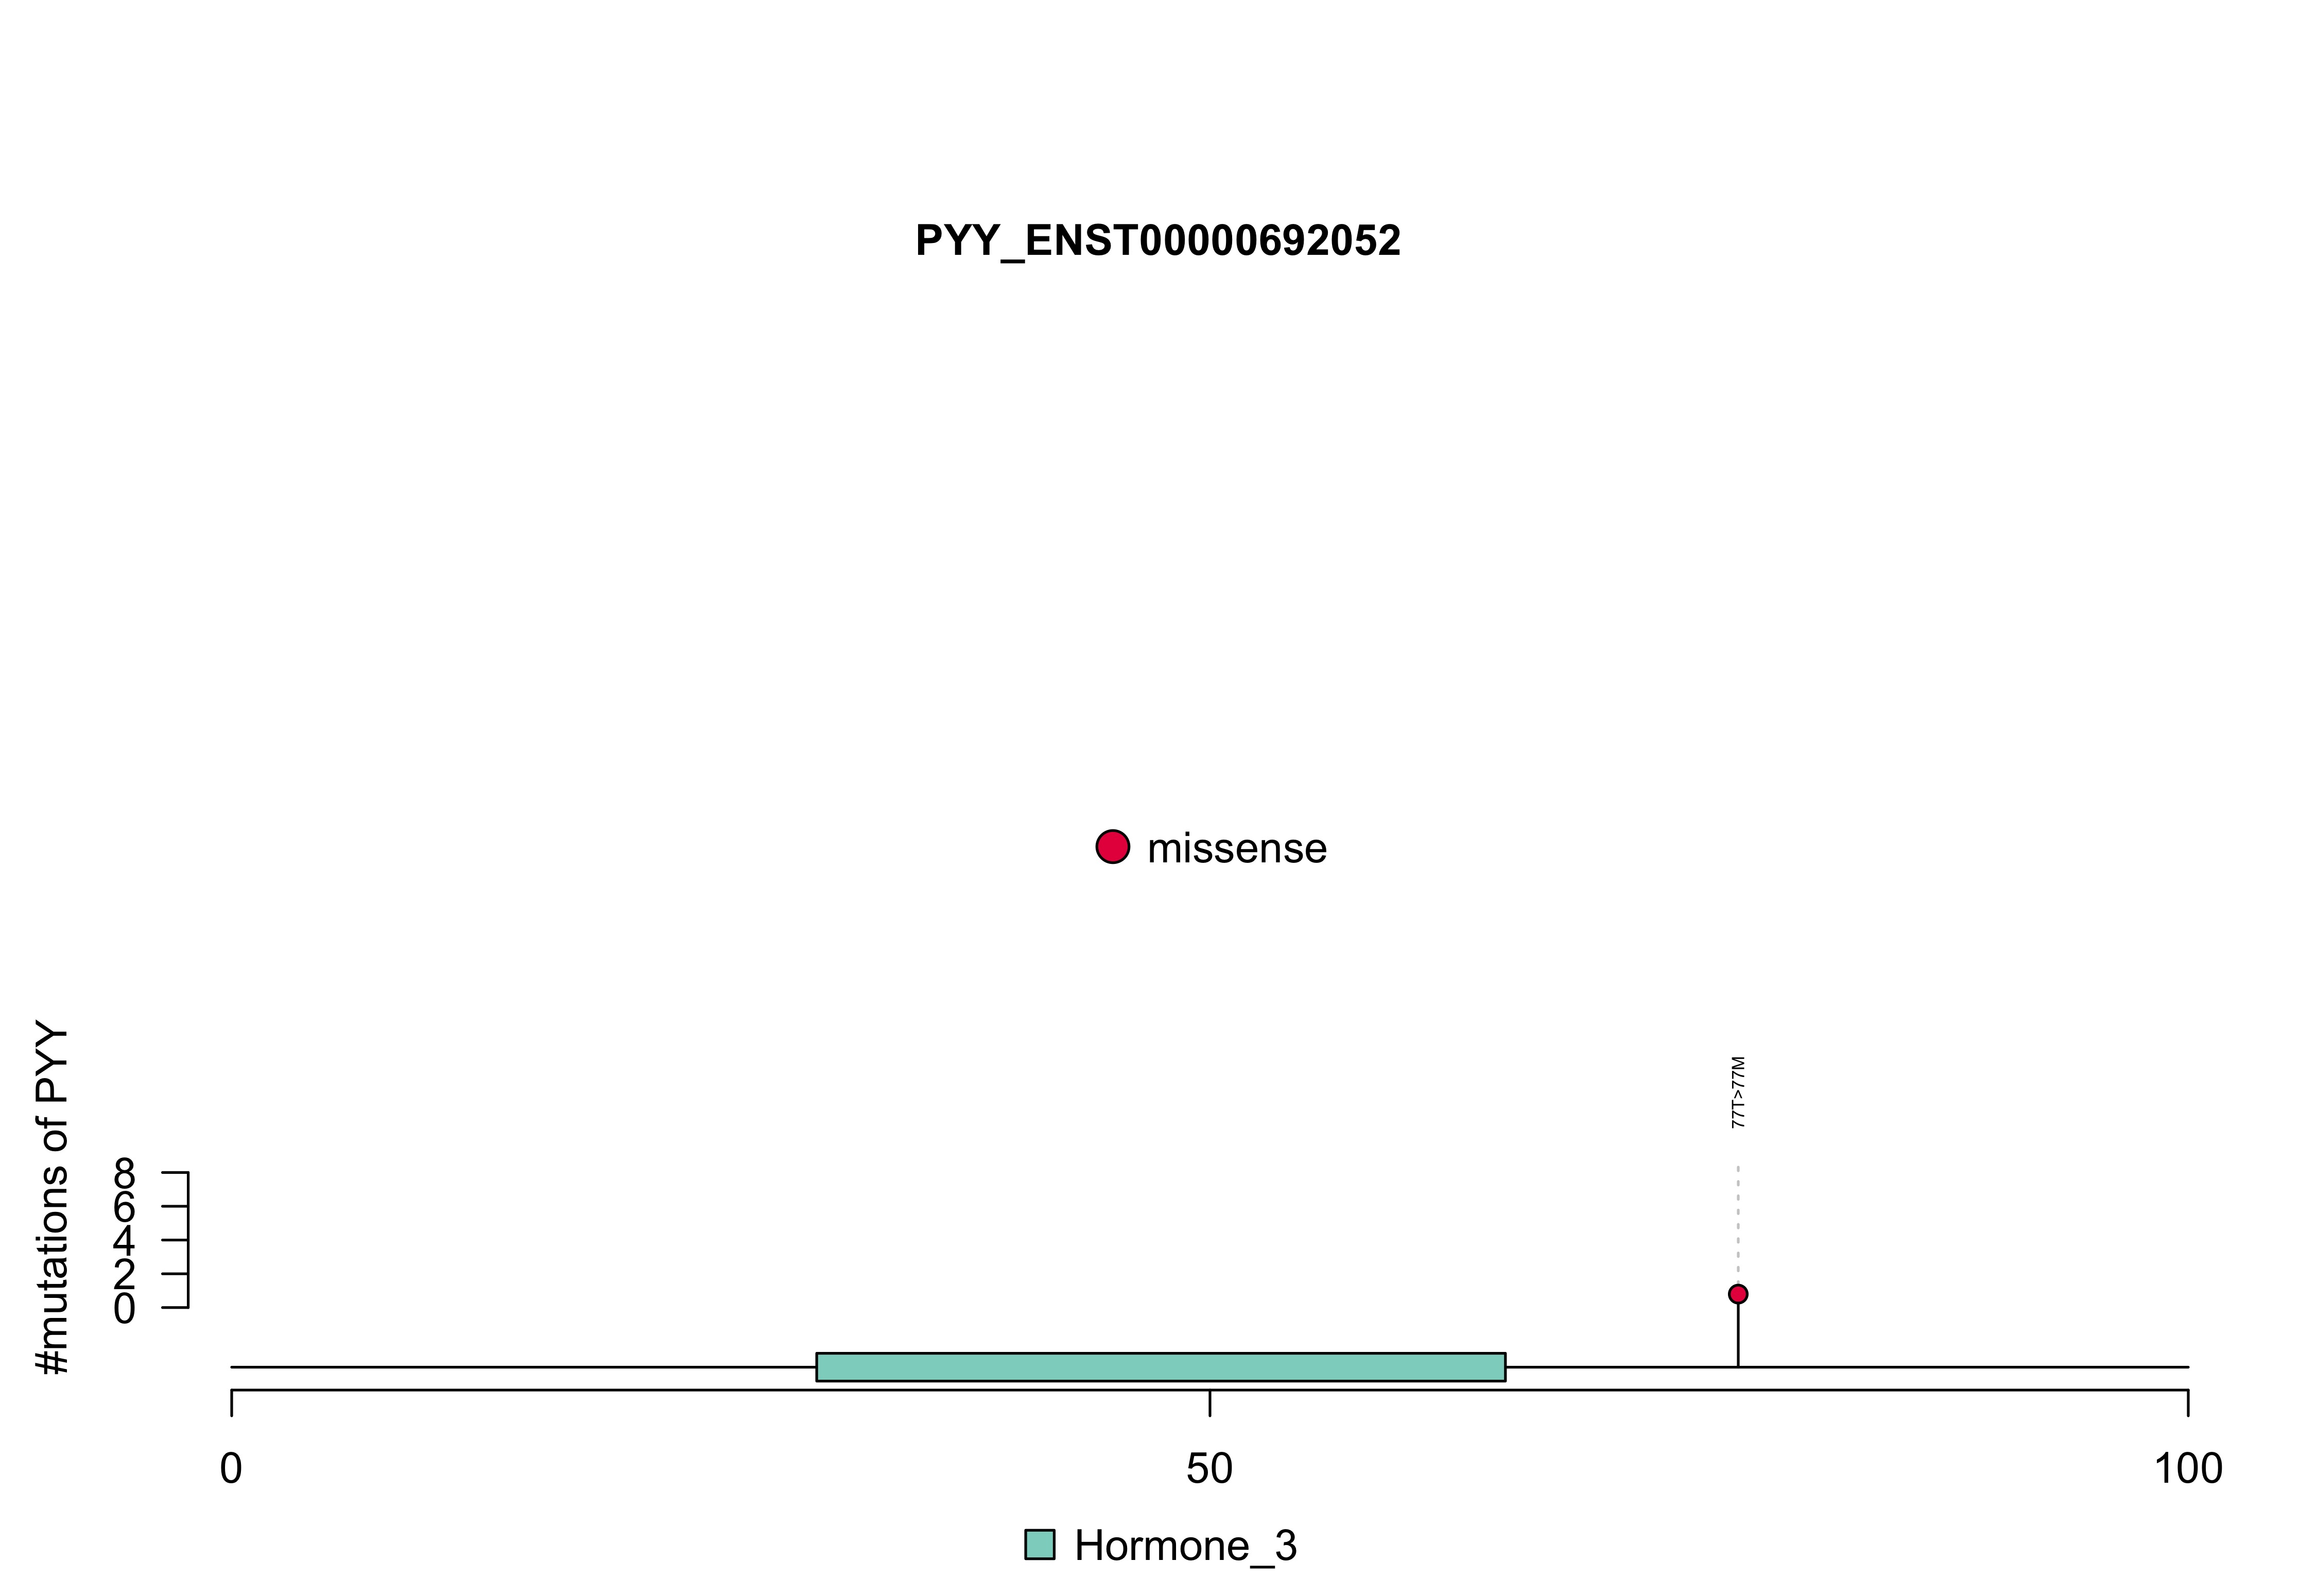 PYY_ENST00000692052
missense
#mutations of PYY
77T>77M
8
6
4
2
0
0
50
100
Hormone_3